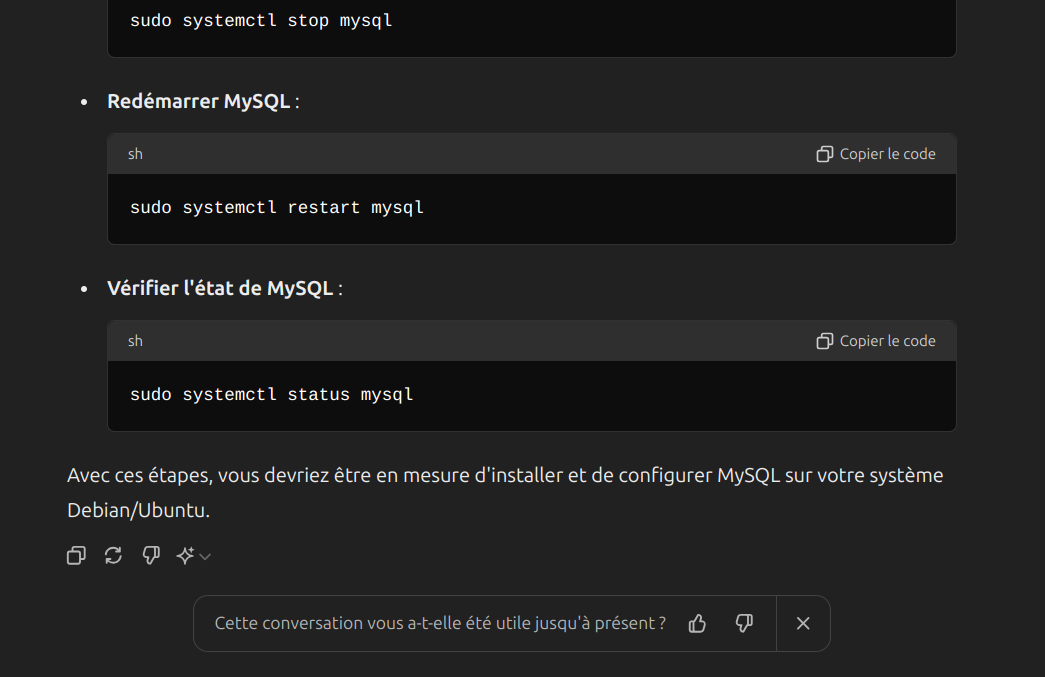 sudo systemctl stop mysql
Redémarrer MySQL :
sh Copier le code
sudo systemctl restart mysql
Vérifier l'état de MySQL :
sh Copier le code
sudo systemctl status mysql
Avec ces étapes, vous devriez être en mesure d'installer et de configurer MySQL sur votre système
Debian/Ubuntu.
Cette conversation vous a-t-elle été utile jusqu'à présent ?